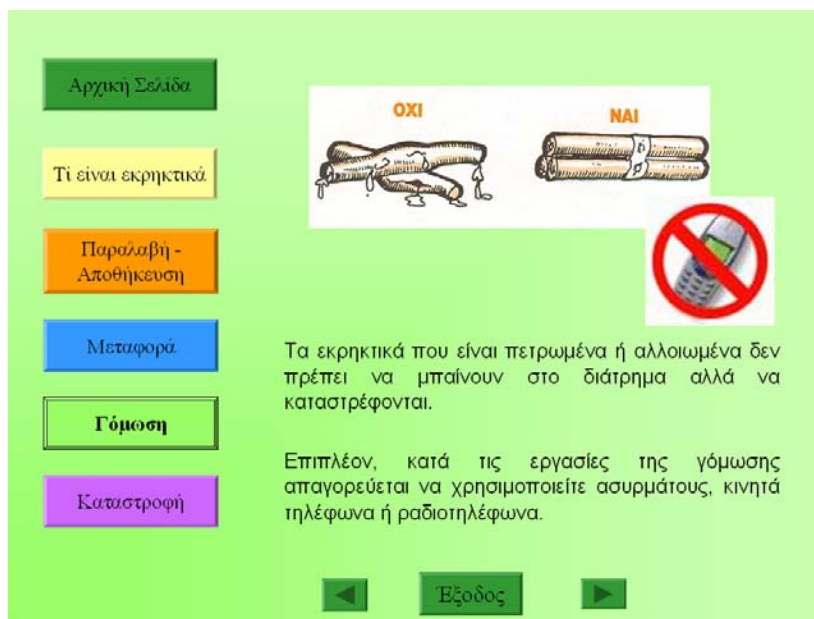 Αρχική Σελίδα
Τί είναι εκρηκτικά
Παραλαβή -
Αποθήκευση
Μεταφορά
Γόμωση
Καταστροφή
ΟΧΙ
ΝΑΙ
Τα εκρηκτικά που είναι πετρωμένα ή αλλοιωμένα δεν
πρέπει να μπαίνουν στο διάτρημα αλλά να
καταστρέφονται.
Επιπλέον, κατά τις εργασίες της γόμωσης
απαγορεύεται να χρησιμοποιείτε ασυρμάτους, κινητά
τηλέφωνα ή ραδιοτηλέφωνα.
Έξοδος